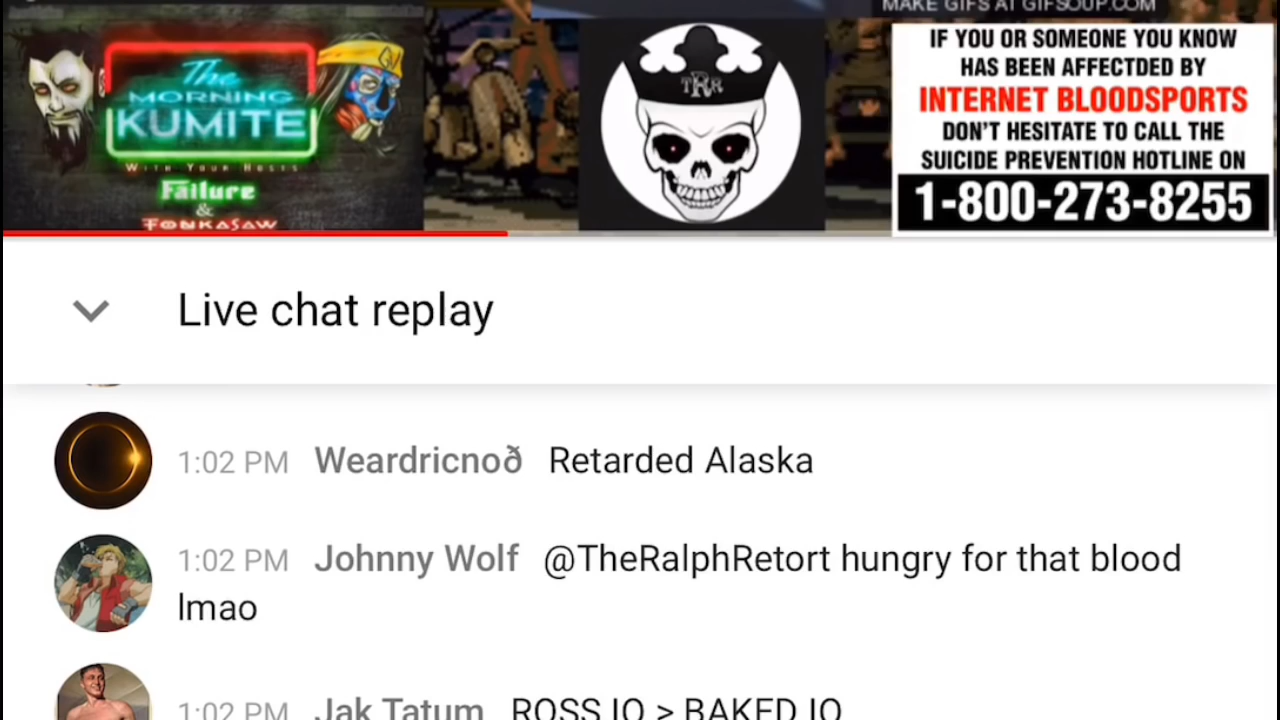 MAKE GIFS AT GIFSOUP.COM
The
MORNING
KUMITE
With Your Hosts
Failure
&
TONKASAW
TRR
IF YOU OR SOMEONE YOU KNOW
HAS BEEN AFFECTDED BY
INTERNET BLOODSPORTS
DON'T HESITATE TO CALL THE
SUICIDE PREVENTION HOTLINE ON
1-800-273-8255
Live chat replay
1:02 PM Weardricnoð Retarded Alaska
1:02 PM Johnny Wolf @TheRalphRetort hungry for that blood
lmao
1:02 PM Jak Tatum ROSS IQ > BAKED IQ